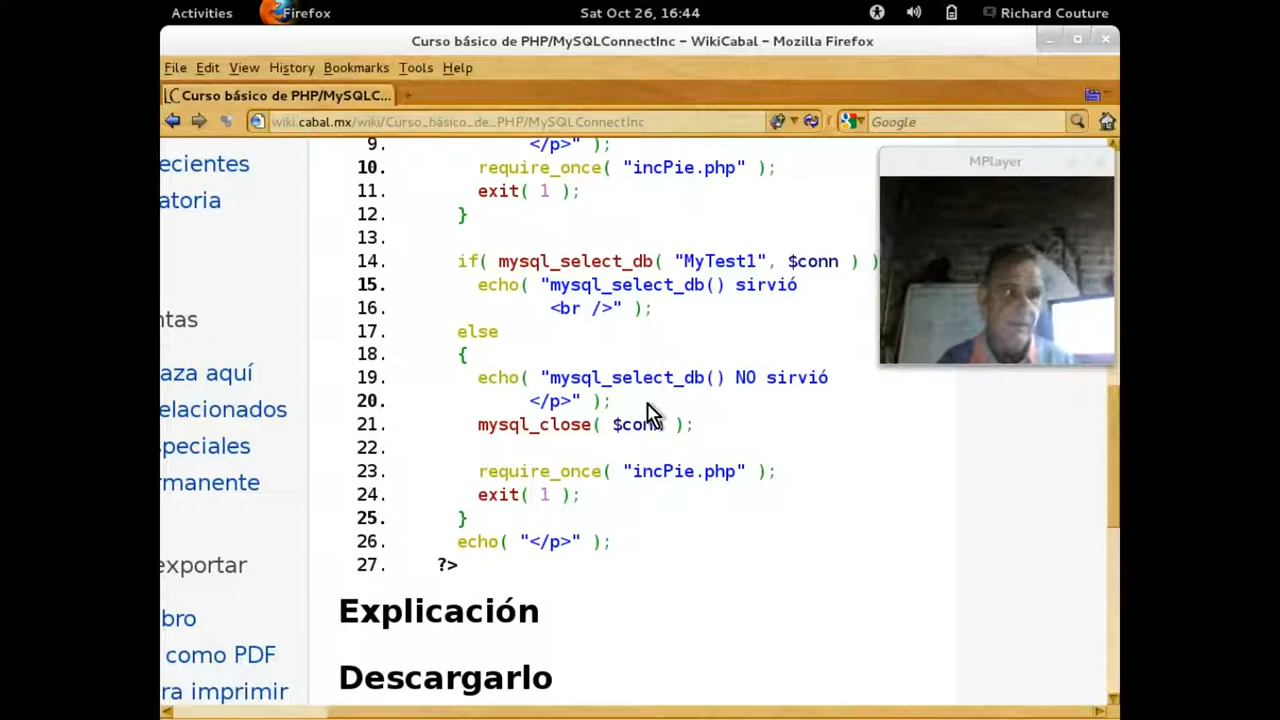 Activities
Firefox
Sat Oct 26, 16:44
Richard Couture
Curso básico de PHP/MySQLConnectInc – WikiCabal – Mozilla Firefox
File Edit View History Bookmarks Tools Help
Curso básico de PHP/MySQLC...
wiki.cabal.mx/wiki/Curso_básico_de_PHP/MySQLConnectInc
Google
MPlayer
ecientes
atoria
ntas
aza aquí
elacionados
speciales
rmanente
exportar
bro
como PDF
ra imprimir
9. </p>" );
10. require_once( "incPie.php" );
11. exit( 1 );
12. }
13.
14. if( mysql_select_db( "MyTest1", $conn ) )
15. echo( "mysql_select_db() sirvió
16. <br />" );
17. else
18. {
19. echo( "mysql_select_db() NO sirvió
20. </p>" );
21. mysql_close( $conn );
22.
23. require_once( "incPie.php" );
24. exit( 1 );
25. }
26. echo( "</p>" );
27. ?>
Explicación
Descargarlo